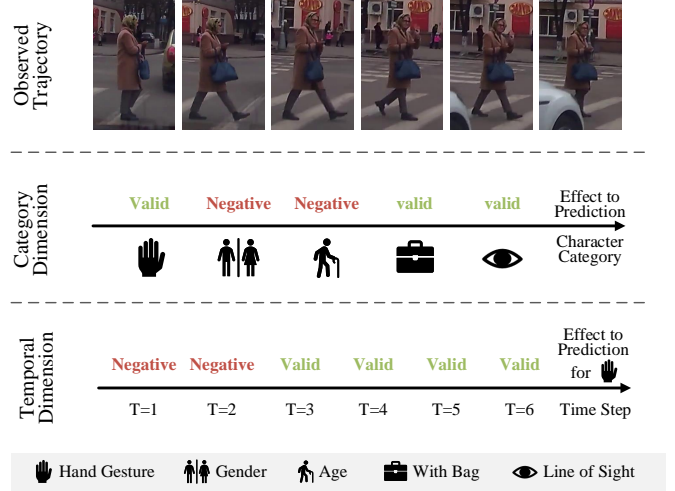 Observed
Trajectory
Category
Dimension
Valid Negative Negative valid valid
Effect to
Prediction
Character
Category
Temporal
Dimension
Effect to
Prediction
for
Negative Negative Valid Valid Valid Valid
T=1 T=2 T=3 T=4 T=5 T=6 Time Step
Hand Gesture Gender Age With Bag Line of Sight